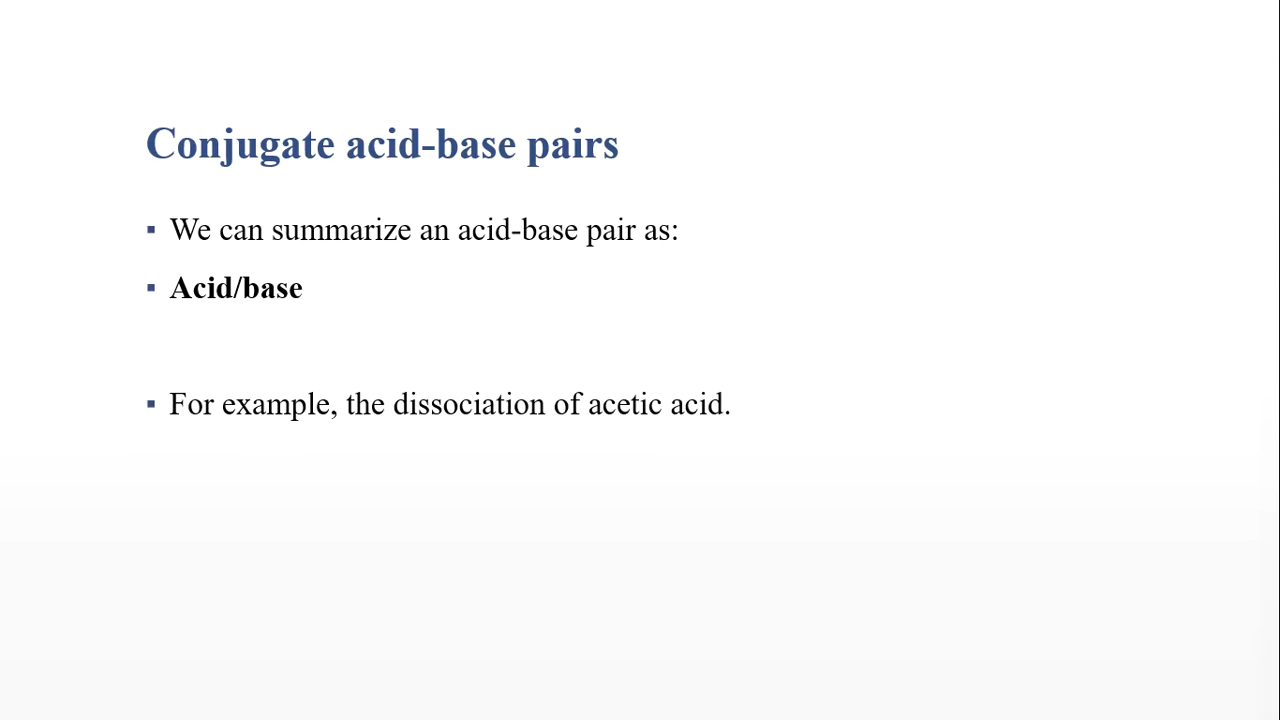 Conjugate acid-base pairs
▪ We can summarize an acid-base pair as:
▪ Acid/base
▪ For example, the dissociation of acetic acid.